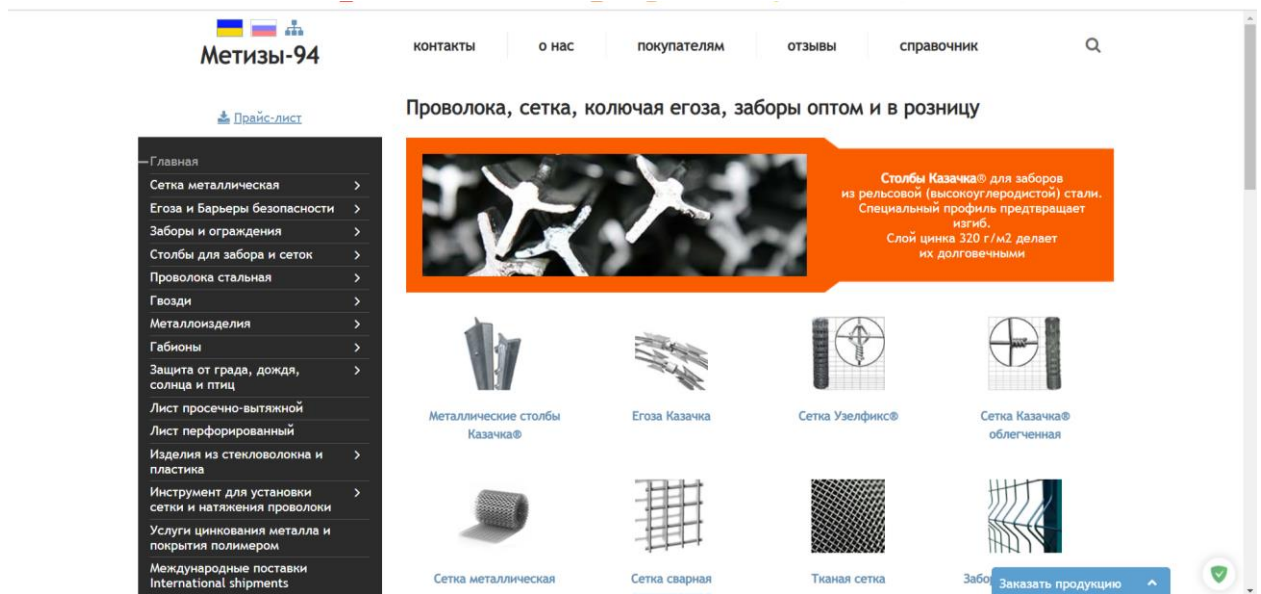 Метизы-94
контакты
о нас
покупателям
отзывы
справочник
Прайс-лист
Главная
Сетка металлическая
Егоза и Барьеры безопасности
Заборы и ограждения
Столбы для забора и сеток
Проволока стальная
Гвозди
Металлоизделия
Габионы
Защита от града, дождя,
солнца и птиц
Лист просечно-вытяжной
Лист перфорированный
Изделия из стекловолокна и
пластика
Инструмент для установки
сетки и натяжения проволоки
Услуги цинкования металла и
покрытия полимером
Международные поставки
International shipments
Проволока, сетка, колючая егоза, заборы оптом и в розницу
Столбы Казачка® для заборов
из рельсовой (высокоуглеродистой) стали.
Специальный профиль предтвращает
изгиб.
Слой цинка 320 г/м2 делает
их долговечными
Металлические столбы
Казачка®
Егоза Казачка
Сетка Узелфикс®
Сетка Казачка®
облегченная
Сетка металлическая
Сетка сварная
Тканая сетка
Заказать продукцию